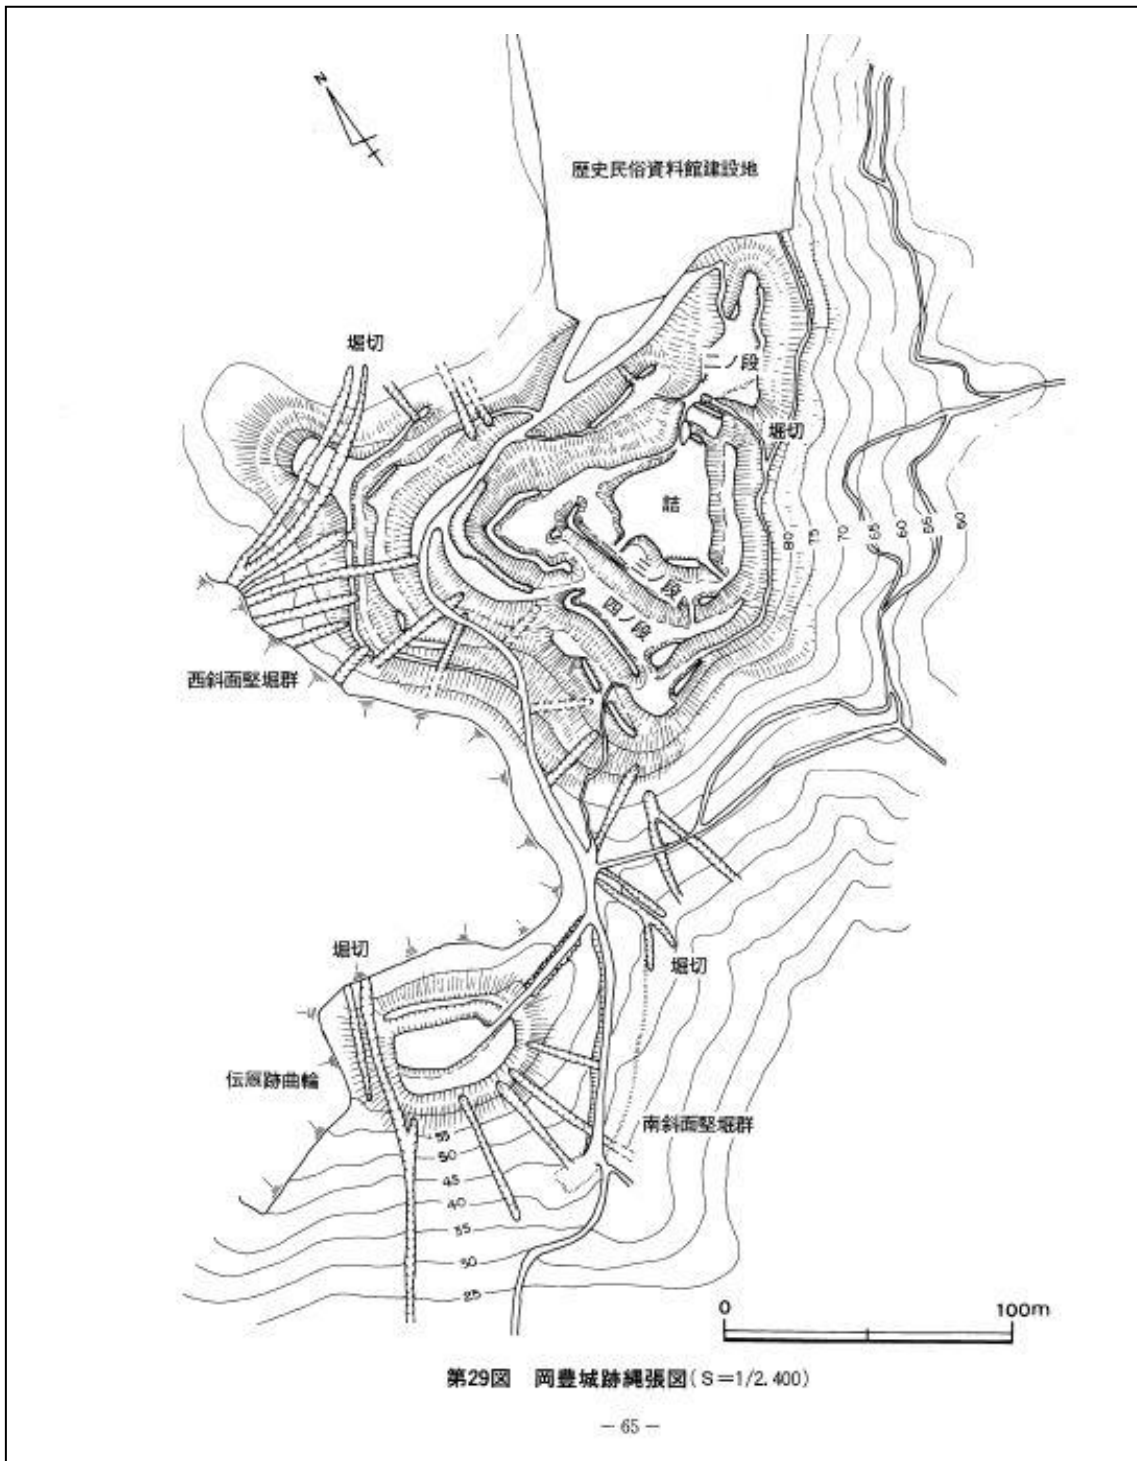 N
歴史民俗資料館建設地
堀切
二ノ段
堀切
詰
80
75
70
65
60
55
50
三ノ段
四ノ段
西斜面竪堀群
堀切
堀切
伝厩跡曲輪
南斜面竪堀群
55
50
45
40
35
30
25
0 100m
第29図 岡豊城跡縄張図(S=1/2.400)
— 65 —